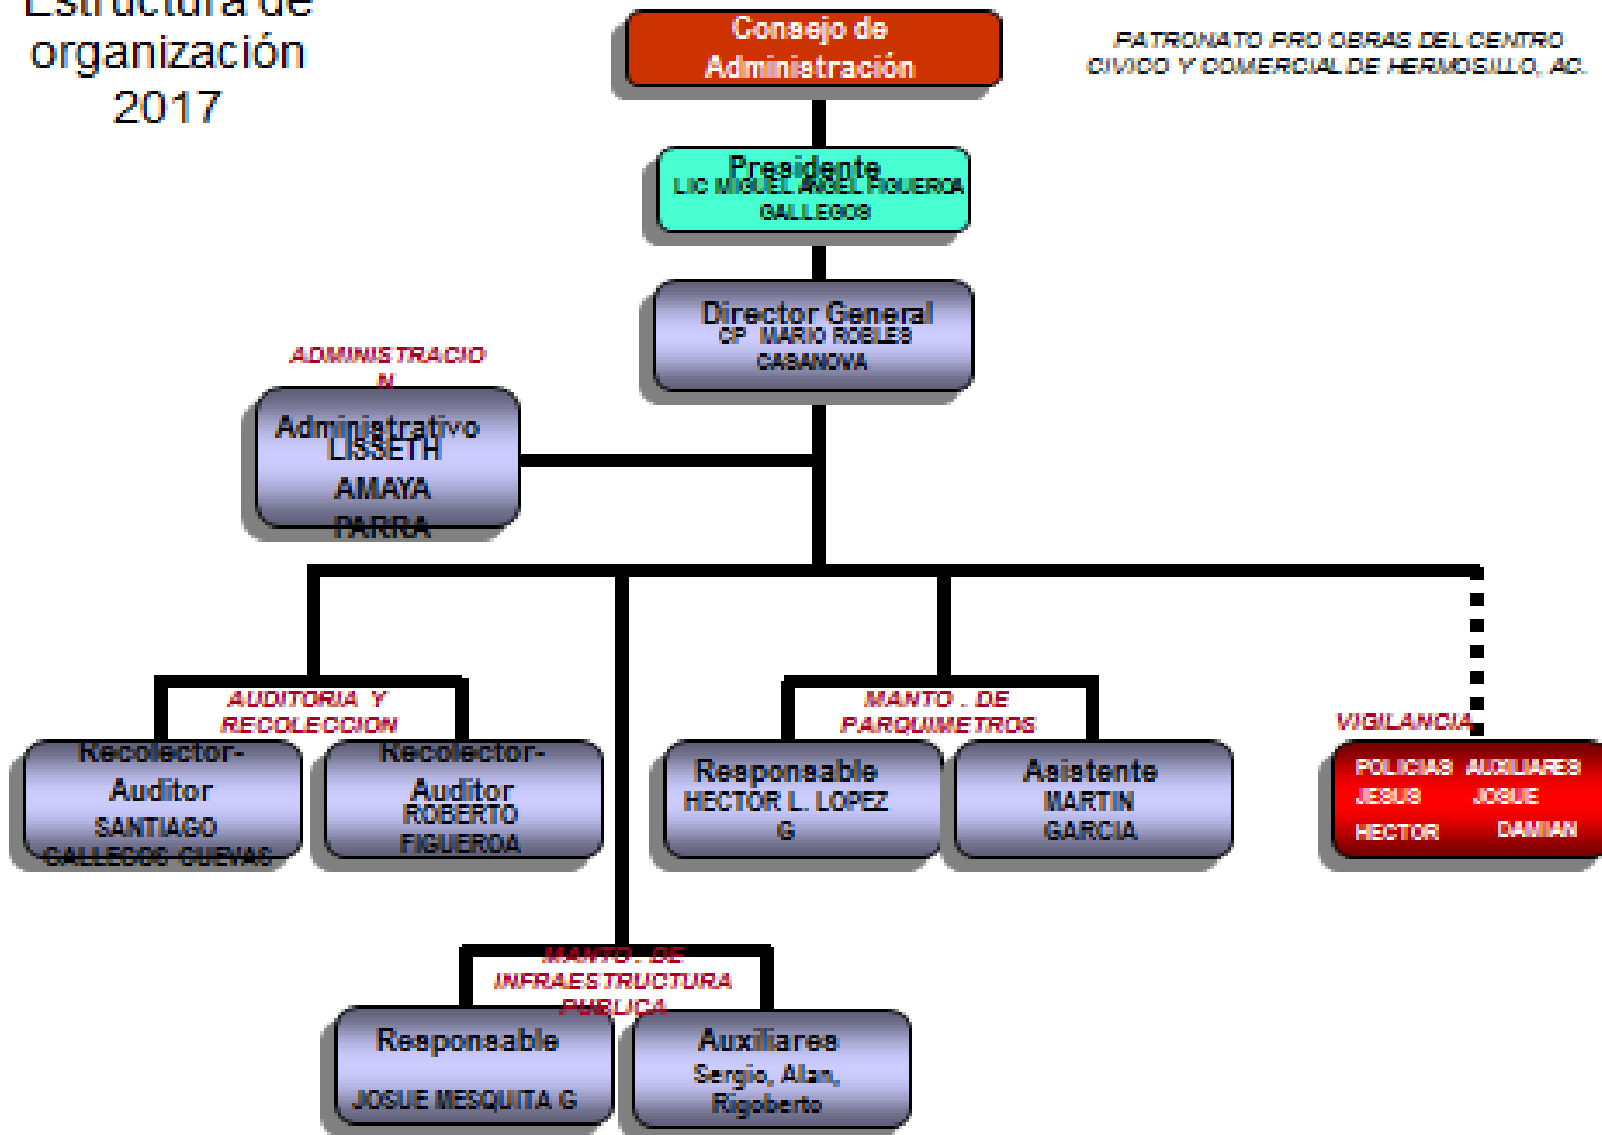 Estructura de
organización
2017
PATRONATO PRO OBRAS DEL CENTRO
CIVICO Y COMERCIAL DE HERMOSILLO, AC.
Consejo de
Administración
Presidente
LIC MIGUEL ANGEL FIGUEROA
GALLEGOS
Director General
CP MARIO ROBLES
CASANOVA
ADMINISTRACIO
N
Administrativo
LISSETH
AMAYA
PARRA
AUDITORIA Y
RECOLECCION
Recolector-
Auditor
SANTIAGO
GALLEGOS CUEVAS
Recolector-
Auditor
ROBERTO
FIGUEROA
MANTO . DE
PARQUIMETROS
Responsable
HECTOR L. LOPEZ
G
Asistente
MARTIN
GARCIA
VIGILANCIA
POLICIAS AUXILIARES
JESUS JOSUE
HECTOR DAMIAN
MANTO . DE
INFRAESTRUCTURA
PUBLICA
Responsable
JOSUE MESQUITA G
Auxiliares
Sergio, Alan,
Rigoberto